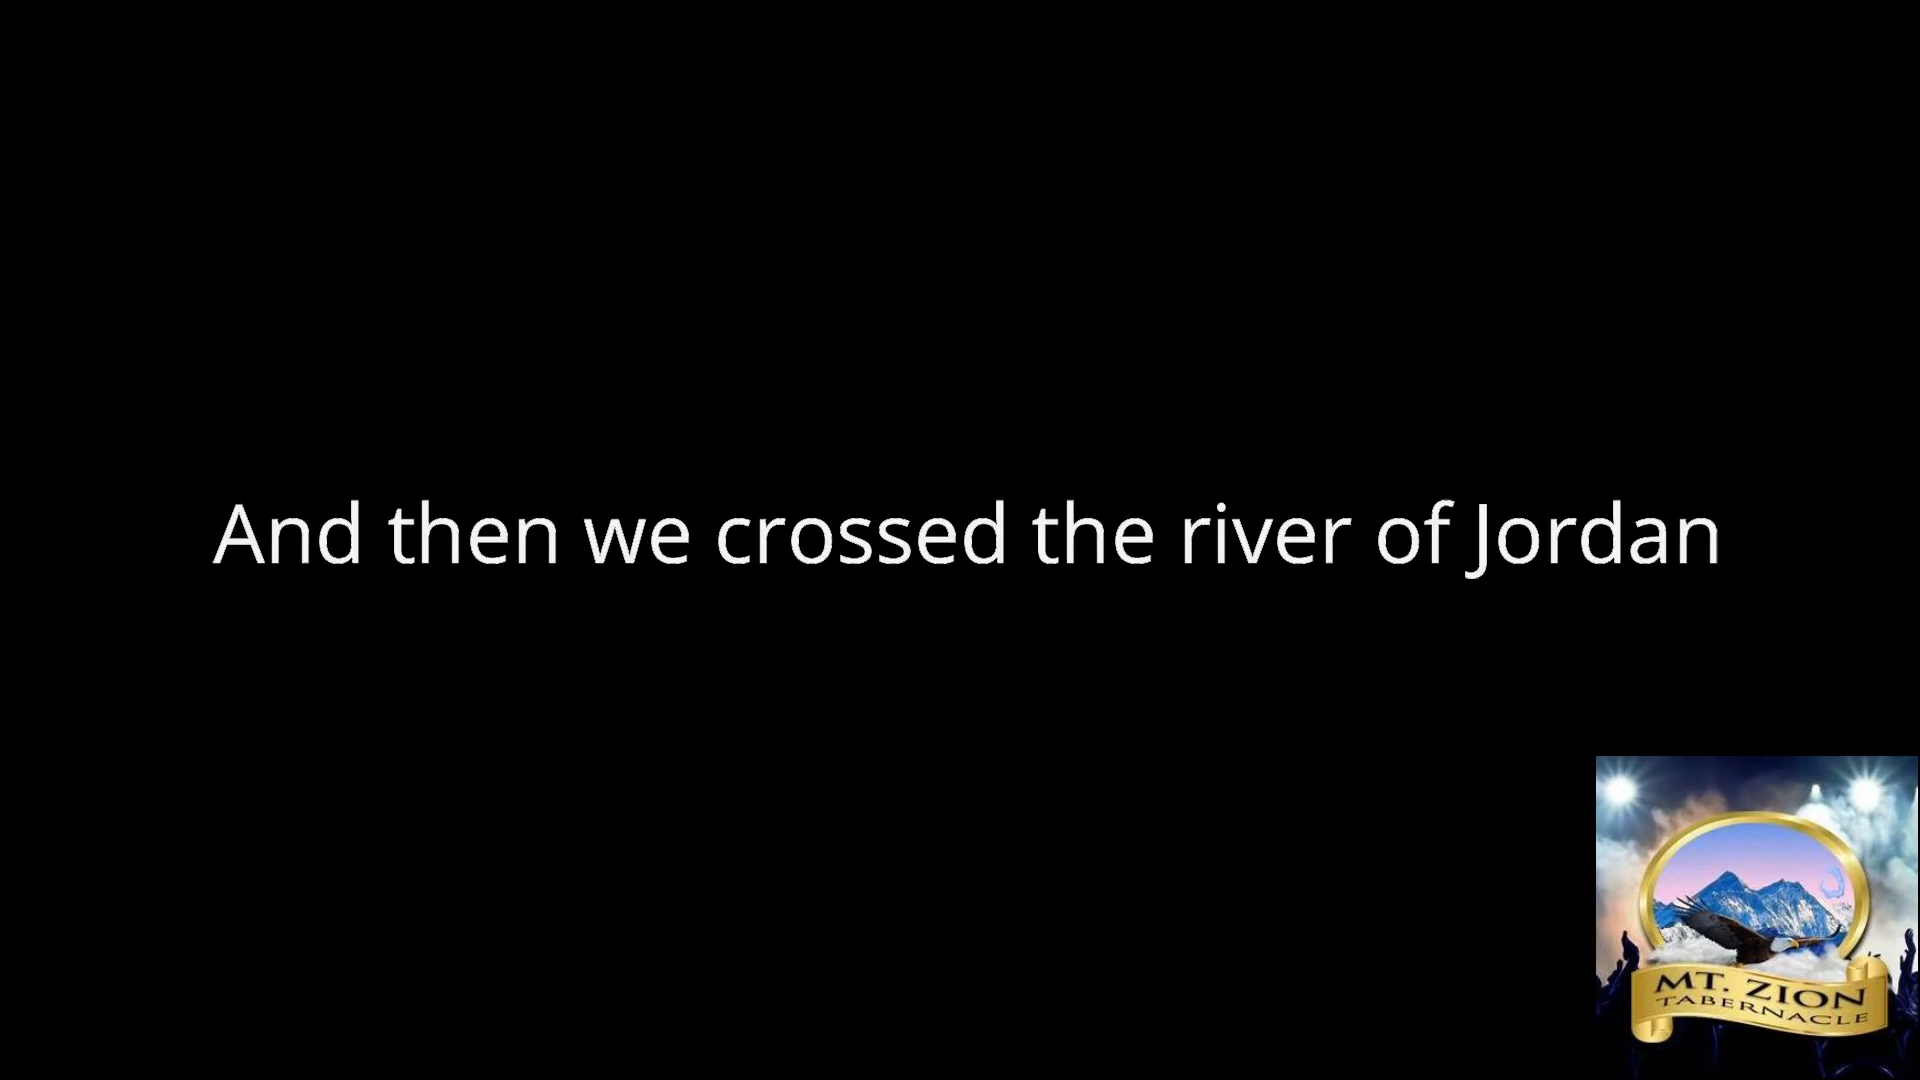 And then we crossed the river of Jordan
MT. ZION
TABERNACLE